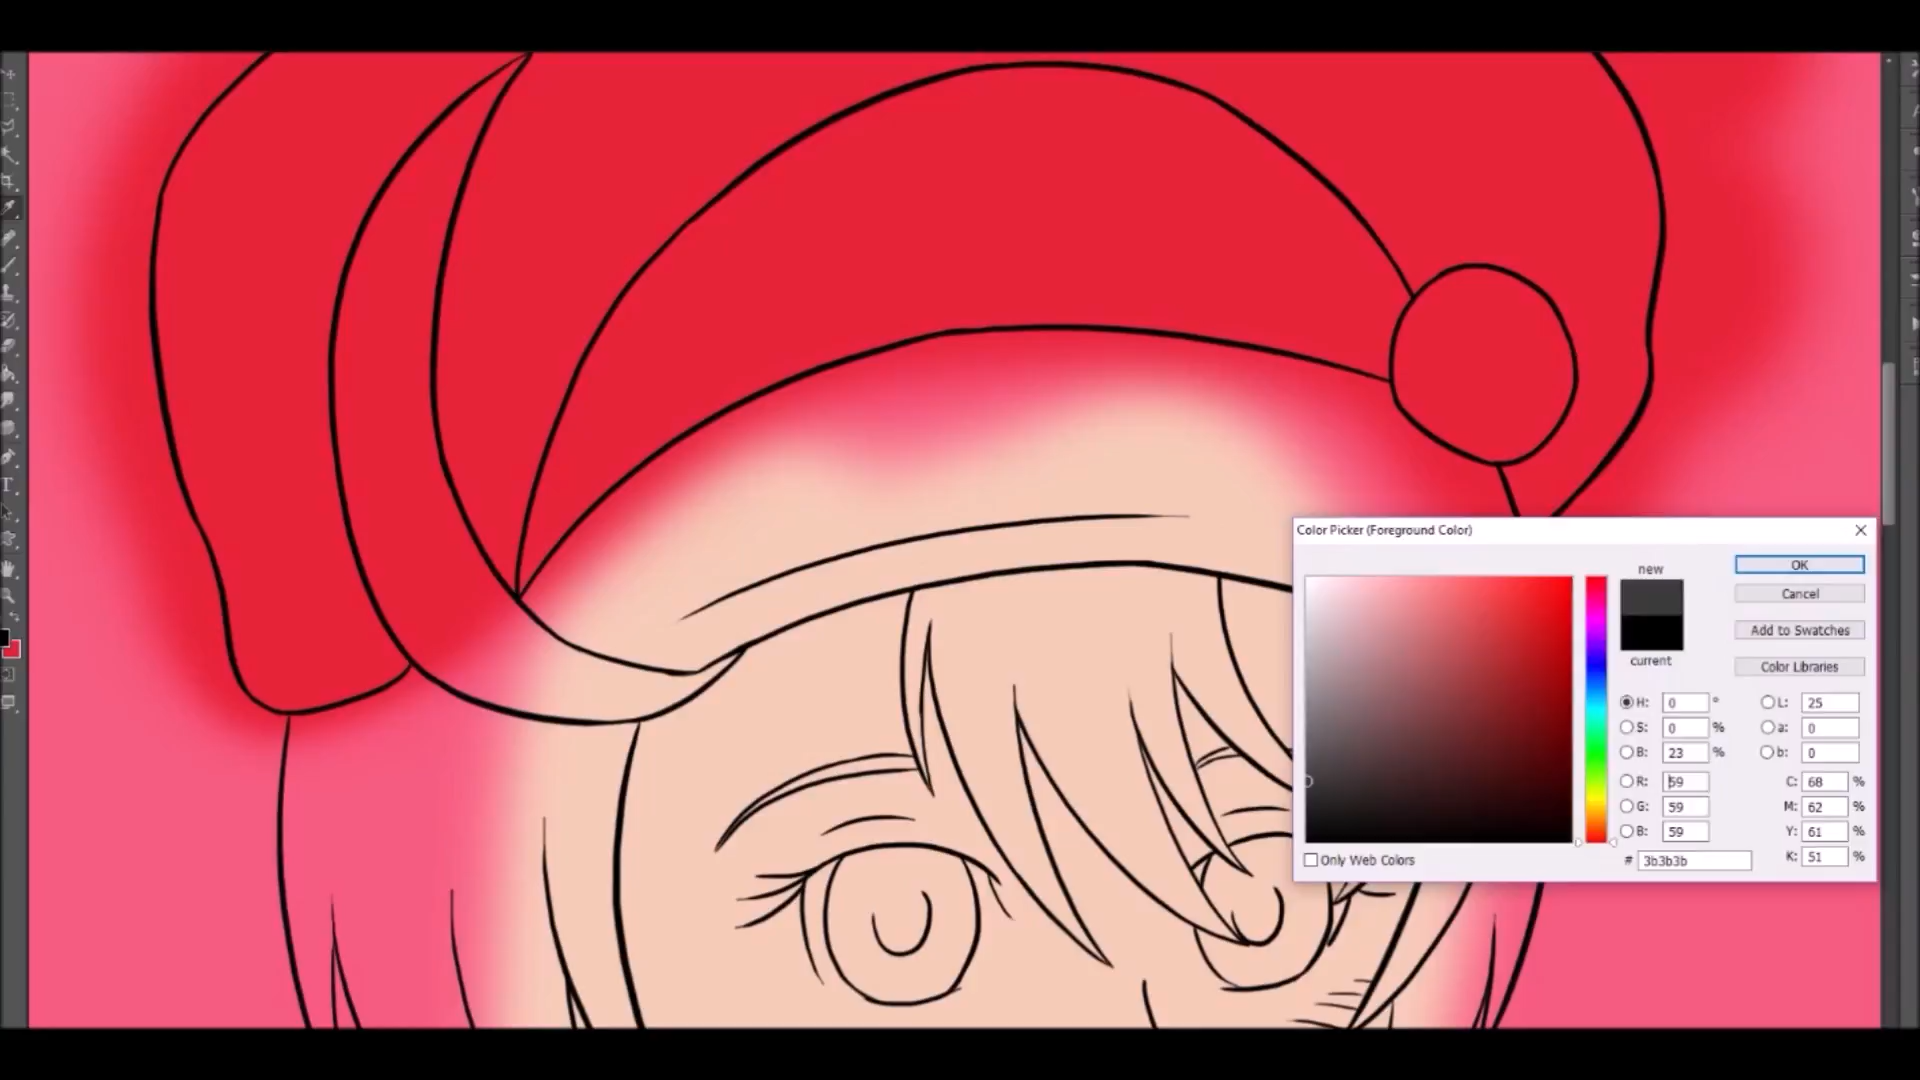 Color Picker (Foreground Color)
new
current
OK
Cancel
Add to Swatches
Color Libraries
H: 0 °
S: 0 %
B: 23 %
R: 59
G: 59
B: 59
L: 25
a: 0
b: 0
C: 68 %
M: 62 %
Y: 61 %
K: 51 %
# 3b3b3b
Only Web Colors